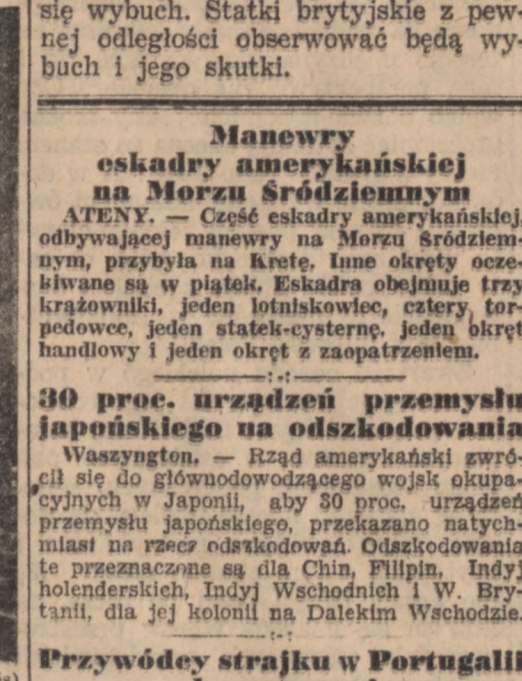 się wybuch. Statki brytyjskie z pew-
nej odległości obserwować będą wy-
buch i jego skutki.
Manewry
eskadry amerykańskiej
na Morzu Śródziemnym
ATENY. — Część eskadry amerykańskiej,
odbywającej manewry na Morzu Śródziem-
nym, przybyła na Kretę. Inne okręty ocze-
kiwane są w piątek. Eskadra obejmuje trzy
krążowniki, jeden lotniskowiec, cztery tor-
pedowce, jeden statek-cysternę, jeden okręt
handlowy i jeden okręt z zaopatrzeniem.
30 proc. urządzeń przemysłu
japońskiego na odszkodowania
Waszyngton. — Rząd amerykański zwró-
cił się do głównodowodzącego wojsk okupa-
cyjnych w Japonii, aby 30 proc. urządzeń
przemysłu japońskiego, przekazano natych-
miast na rzecz odszkodowań. Odszkodowania
te przeznaczone są dla Chin, Filipin, Indyj
holenderskich, Indyj Wschodnich i W. Bry-
tanii, dla jej kolonii na Dalekim Wschodzie.
Przywódcy strajku w Portugalii